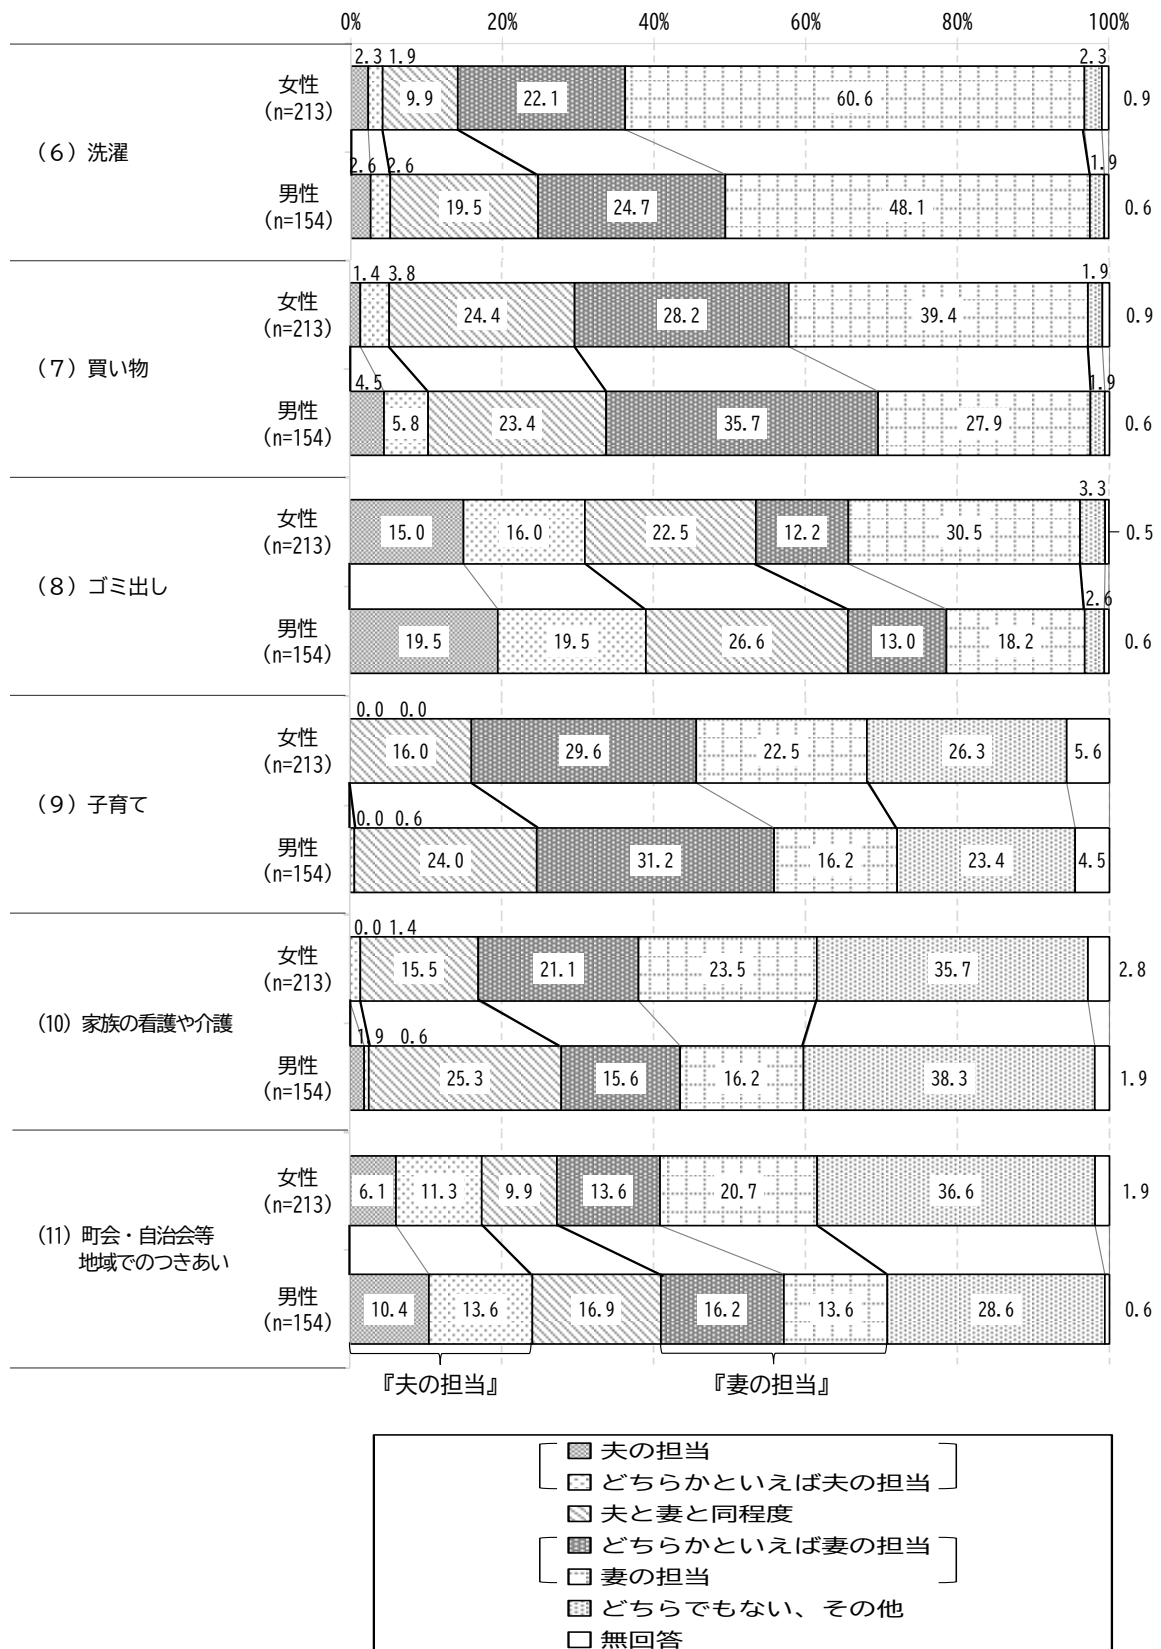 0% 20% 40% 60% 80% 100%
2.3 1.9 2.3
女性
(n=213)
9.9 22.1 60.6 0.9
（6）洗濯
2.6 2.6 1.9
男性
(n=154)
19.5 24.7 48.1 0.6
1.4 3.8 1.9
女性
(n=213)
24.4 28.2 39.4 0.9
（7）買い物
4.5 1.9
男性
(n=154)
5.8 23.4 35.7 27.9 0.6
3.3
女性
(n=213)
15.0 16.0 22.5 12.2 30.5 0.5
（8）ゴミ出し
2.6
男性
(n=154)
19.5 19.5 26.6 13.0 18.2 0.6
0.0 0.0
女性
(n=213)
16.0 29.6 22.5 26.3 5.6
（9）子育て
0.0 0.6
男性
(n=154)
24.0 31.2 16.2 23.4 4.5
0.0 1.4
女性
(n=213)
15.5 21.1 23.5 35.7 2.8
(10) 家族の看護や介護
1.9 0.6
男性
(n=154)
25.3 15.6 16.2 38.3 1.9
女性
(n=213)
6.1 11.3 9.9 13.6 20.7 36.6 1.9
(11) 町会・自治会等
地域でのつきあい
男性
(n=154)
10.4 13.6 16.9 16.2 13.6 28.6 0.6
『夫の担当』 『妻の担当』
夫の担当
どちらかといえば夫の担当
夫と妻と同程度
どちらかといえば妻の担当
妻の担当
どちらでもない、その他
無回答